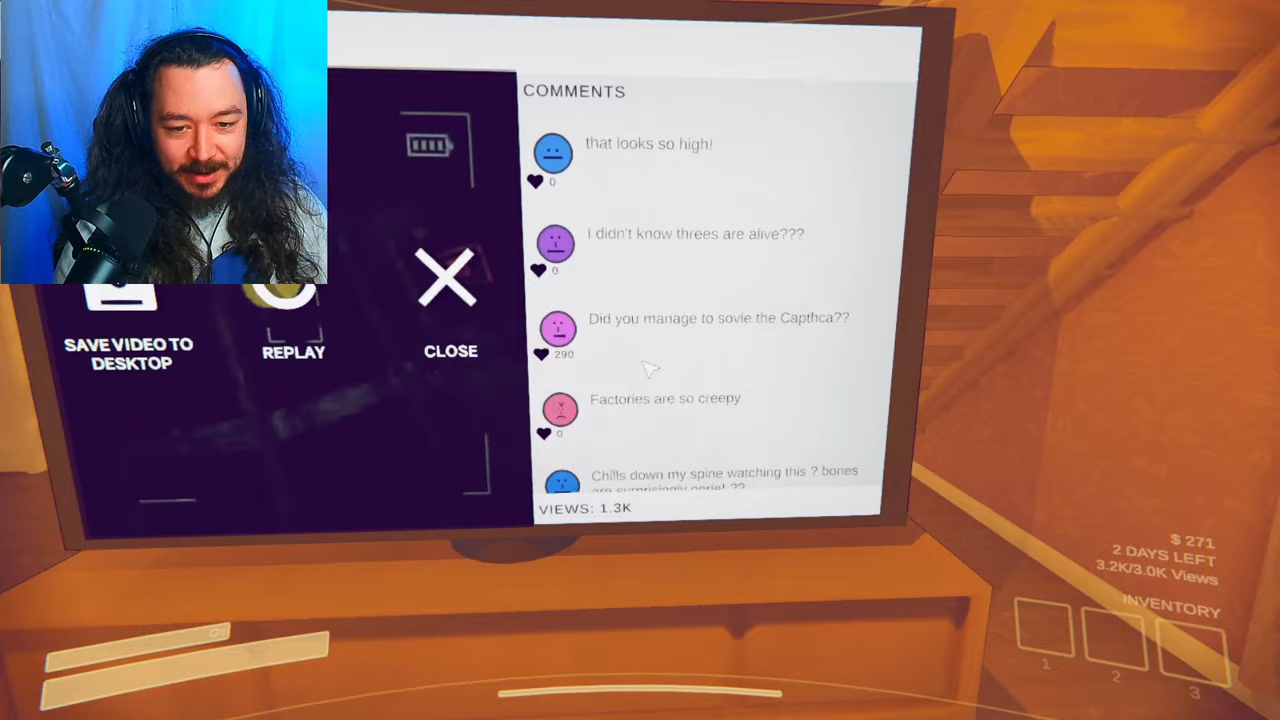 COMMENTS
that looks so high!
0
I didn't know threes are alive???
0
Did you manage to sovle the Capthca??
290
Factories are so creepy
0
Chills down my spine watching this ? bones
are surprisingly
VIEWS: 1.3K
SAVE VIDEO TO
DESKTOP
REPLAY
CLOSE
$ 271
2 DAYS LEFT
3.2K/3.0K Views
INVENTORY
1
2
3